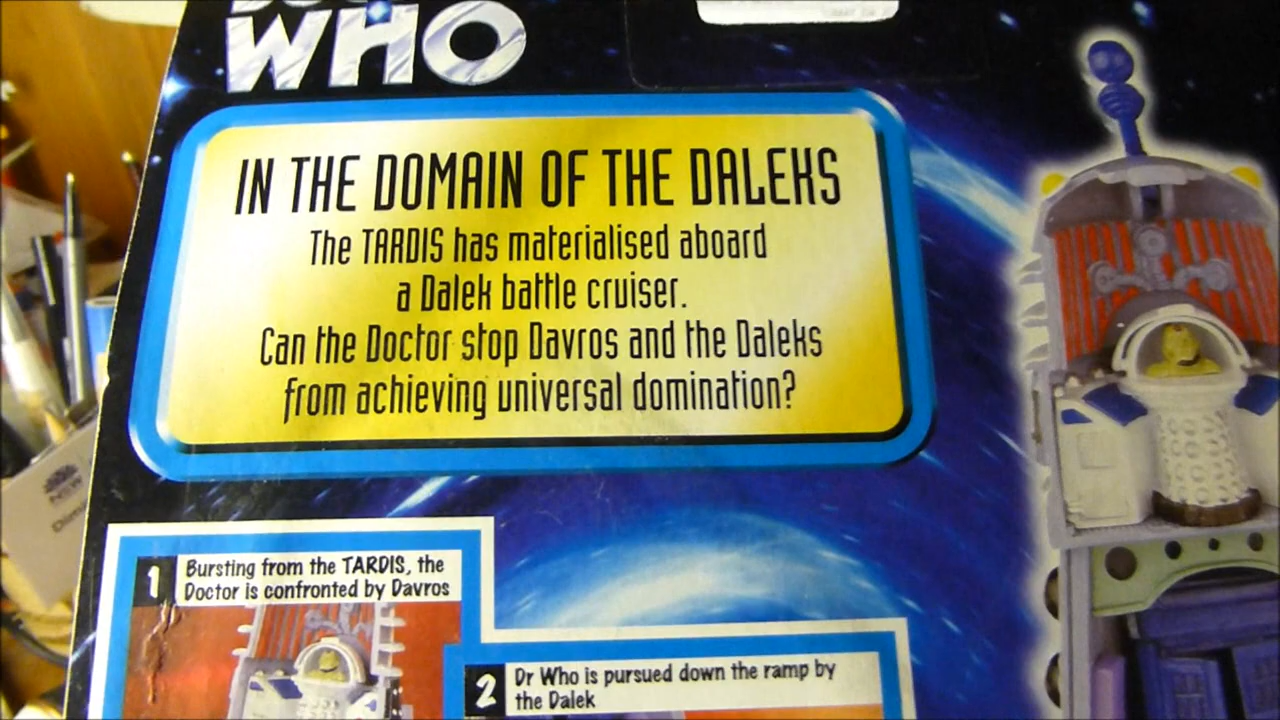 WHO
IN THE DOMAIN OF THE DALEKS
The TARDIS has materialised aboard
a Dalek battle cruiser.
Can the Doctor stop Davros and the Daleks
from achieving universal domination?
1
Bursting from the TARDIS, the
Doctor is confronted by Davros
2
Dr Who is pursued down the ramp by
the Dalek
NSW